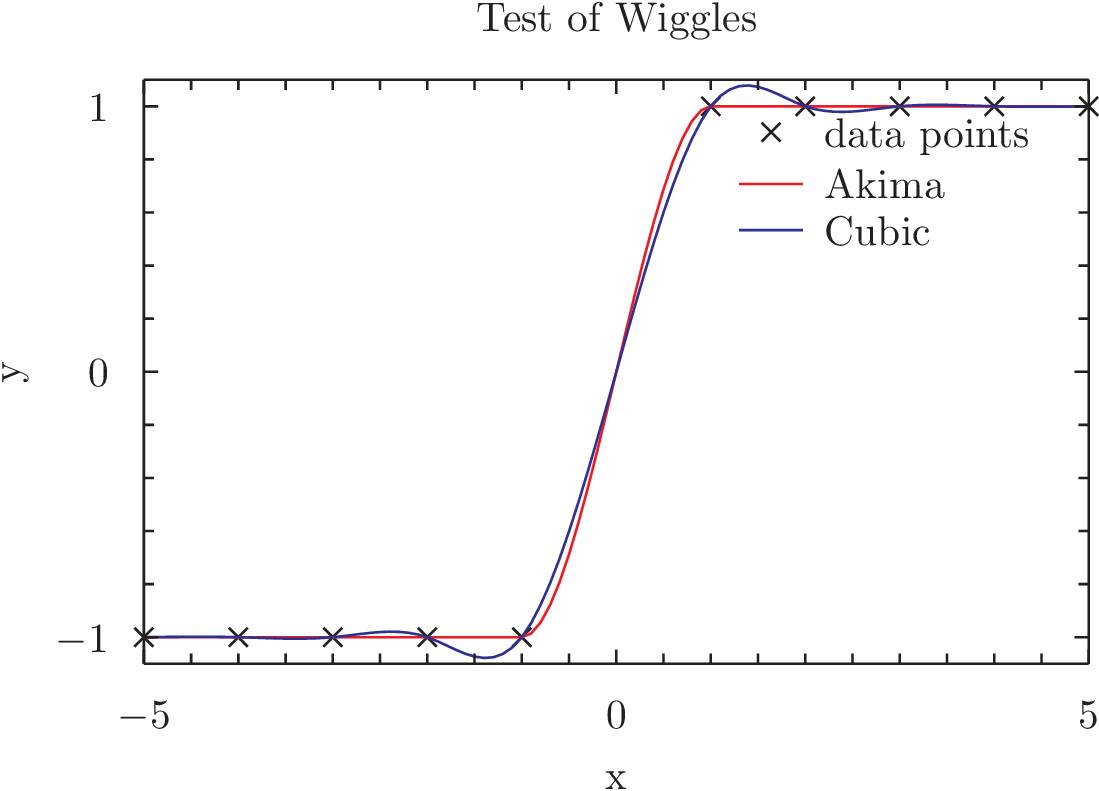 Test of Wiggles
1
× data points
Akima
Cubic
y
0
−1
−5 0 5
x